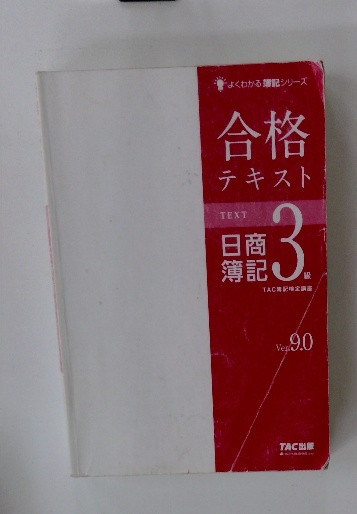 よくわかる簿記シリーズ
合格
テキスト
TEXT
日商
簿記
3級
TAC簿記検定講座
Ver.9.0
TAC出版